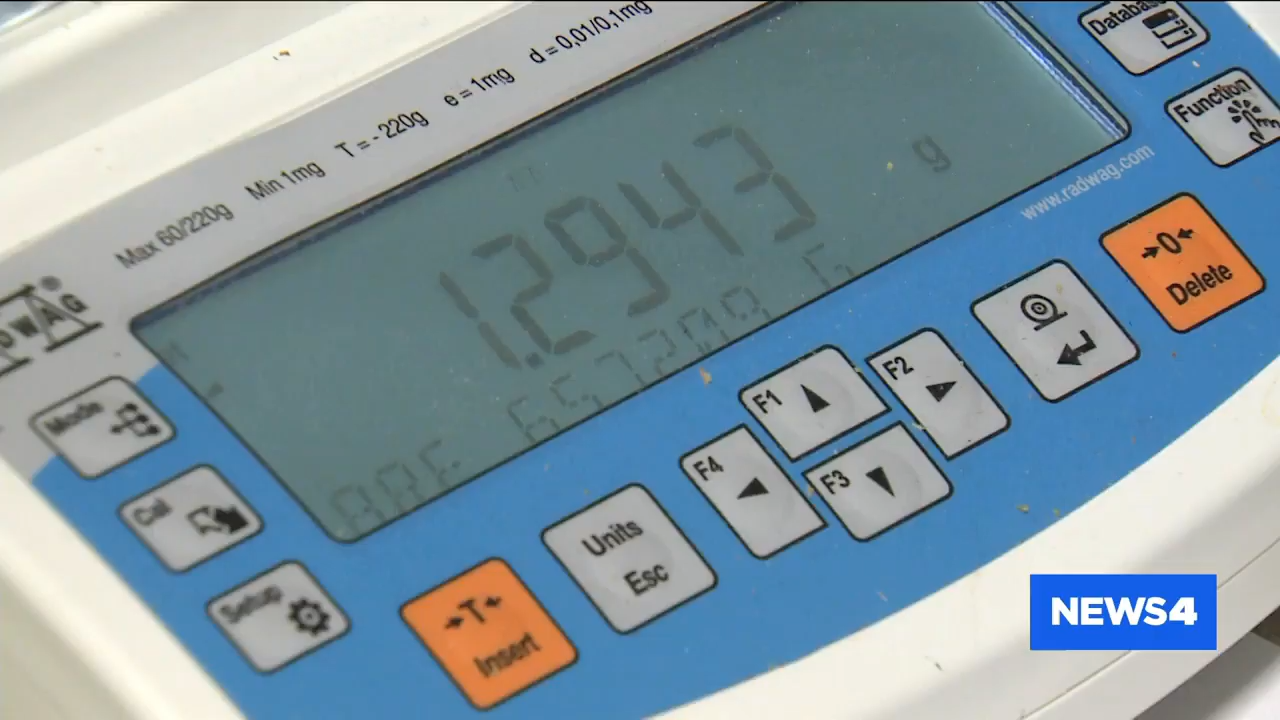 Max 60/220g Min 1mg T = - 220g e = 1mg d = 0,01/0,1mg
RADWAG®
1.2943 g
www.radwag.com
Database
Function
Mode
Cal
Setup
→T← Insert
Units
Esc
F1
F2
F3
F4
→0← Delete
NEWS4